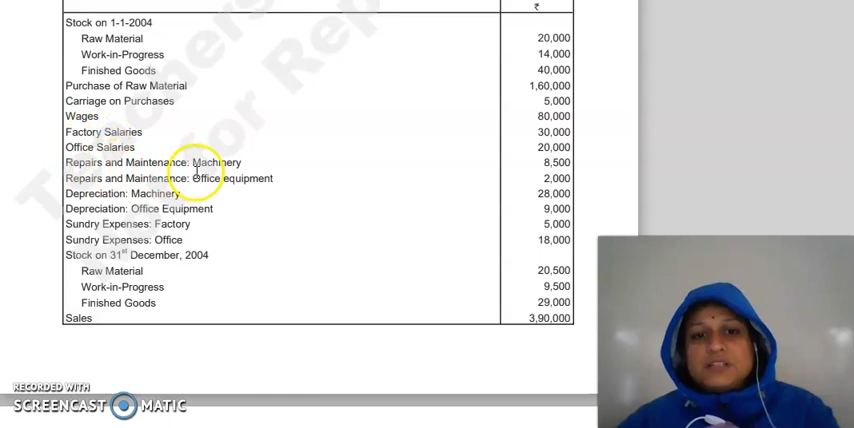 ₹
Stock on 1-1-2004
Raw Material 20,000
Work-in-Progress 14,000
Finished Goods 40,000
Purchase of Raw Material 1,60,000
Carriage on Purchases 5,000
Wages 80,000
Factory Salaries 30,000
Office Salaries 20,000
Repairs and Maintenance: Machinery 8,500
Repairs and Maintenance: Office equipment 2,000
Depreciation: Machinery 28,000
Depreciation: Office Equipment 9,000
Sundry Expenses: Factory 5,000
Sundry Expenses: Office 18,000
Stock on 31st December, 2004
Raw Material 20,500
Work-in-Progress 9,500
Finished Goods 29,000
Sales 3,90,000
RECORDED WITH
SCREENCAST MATIC